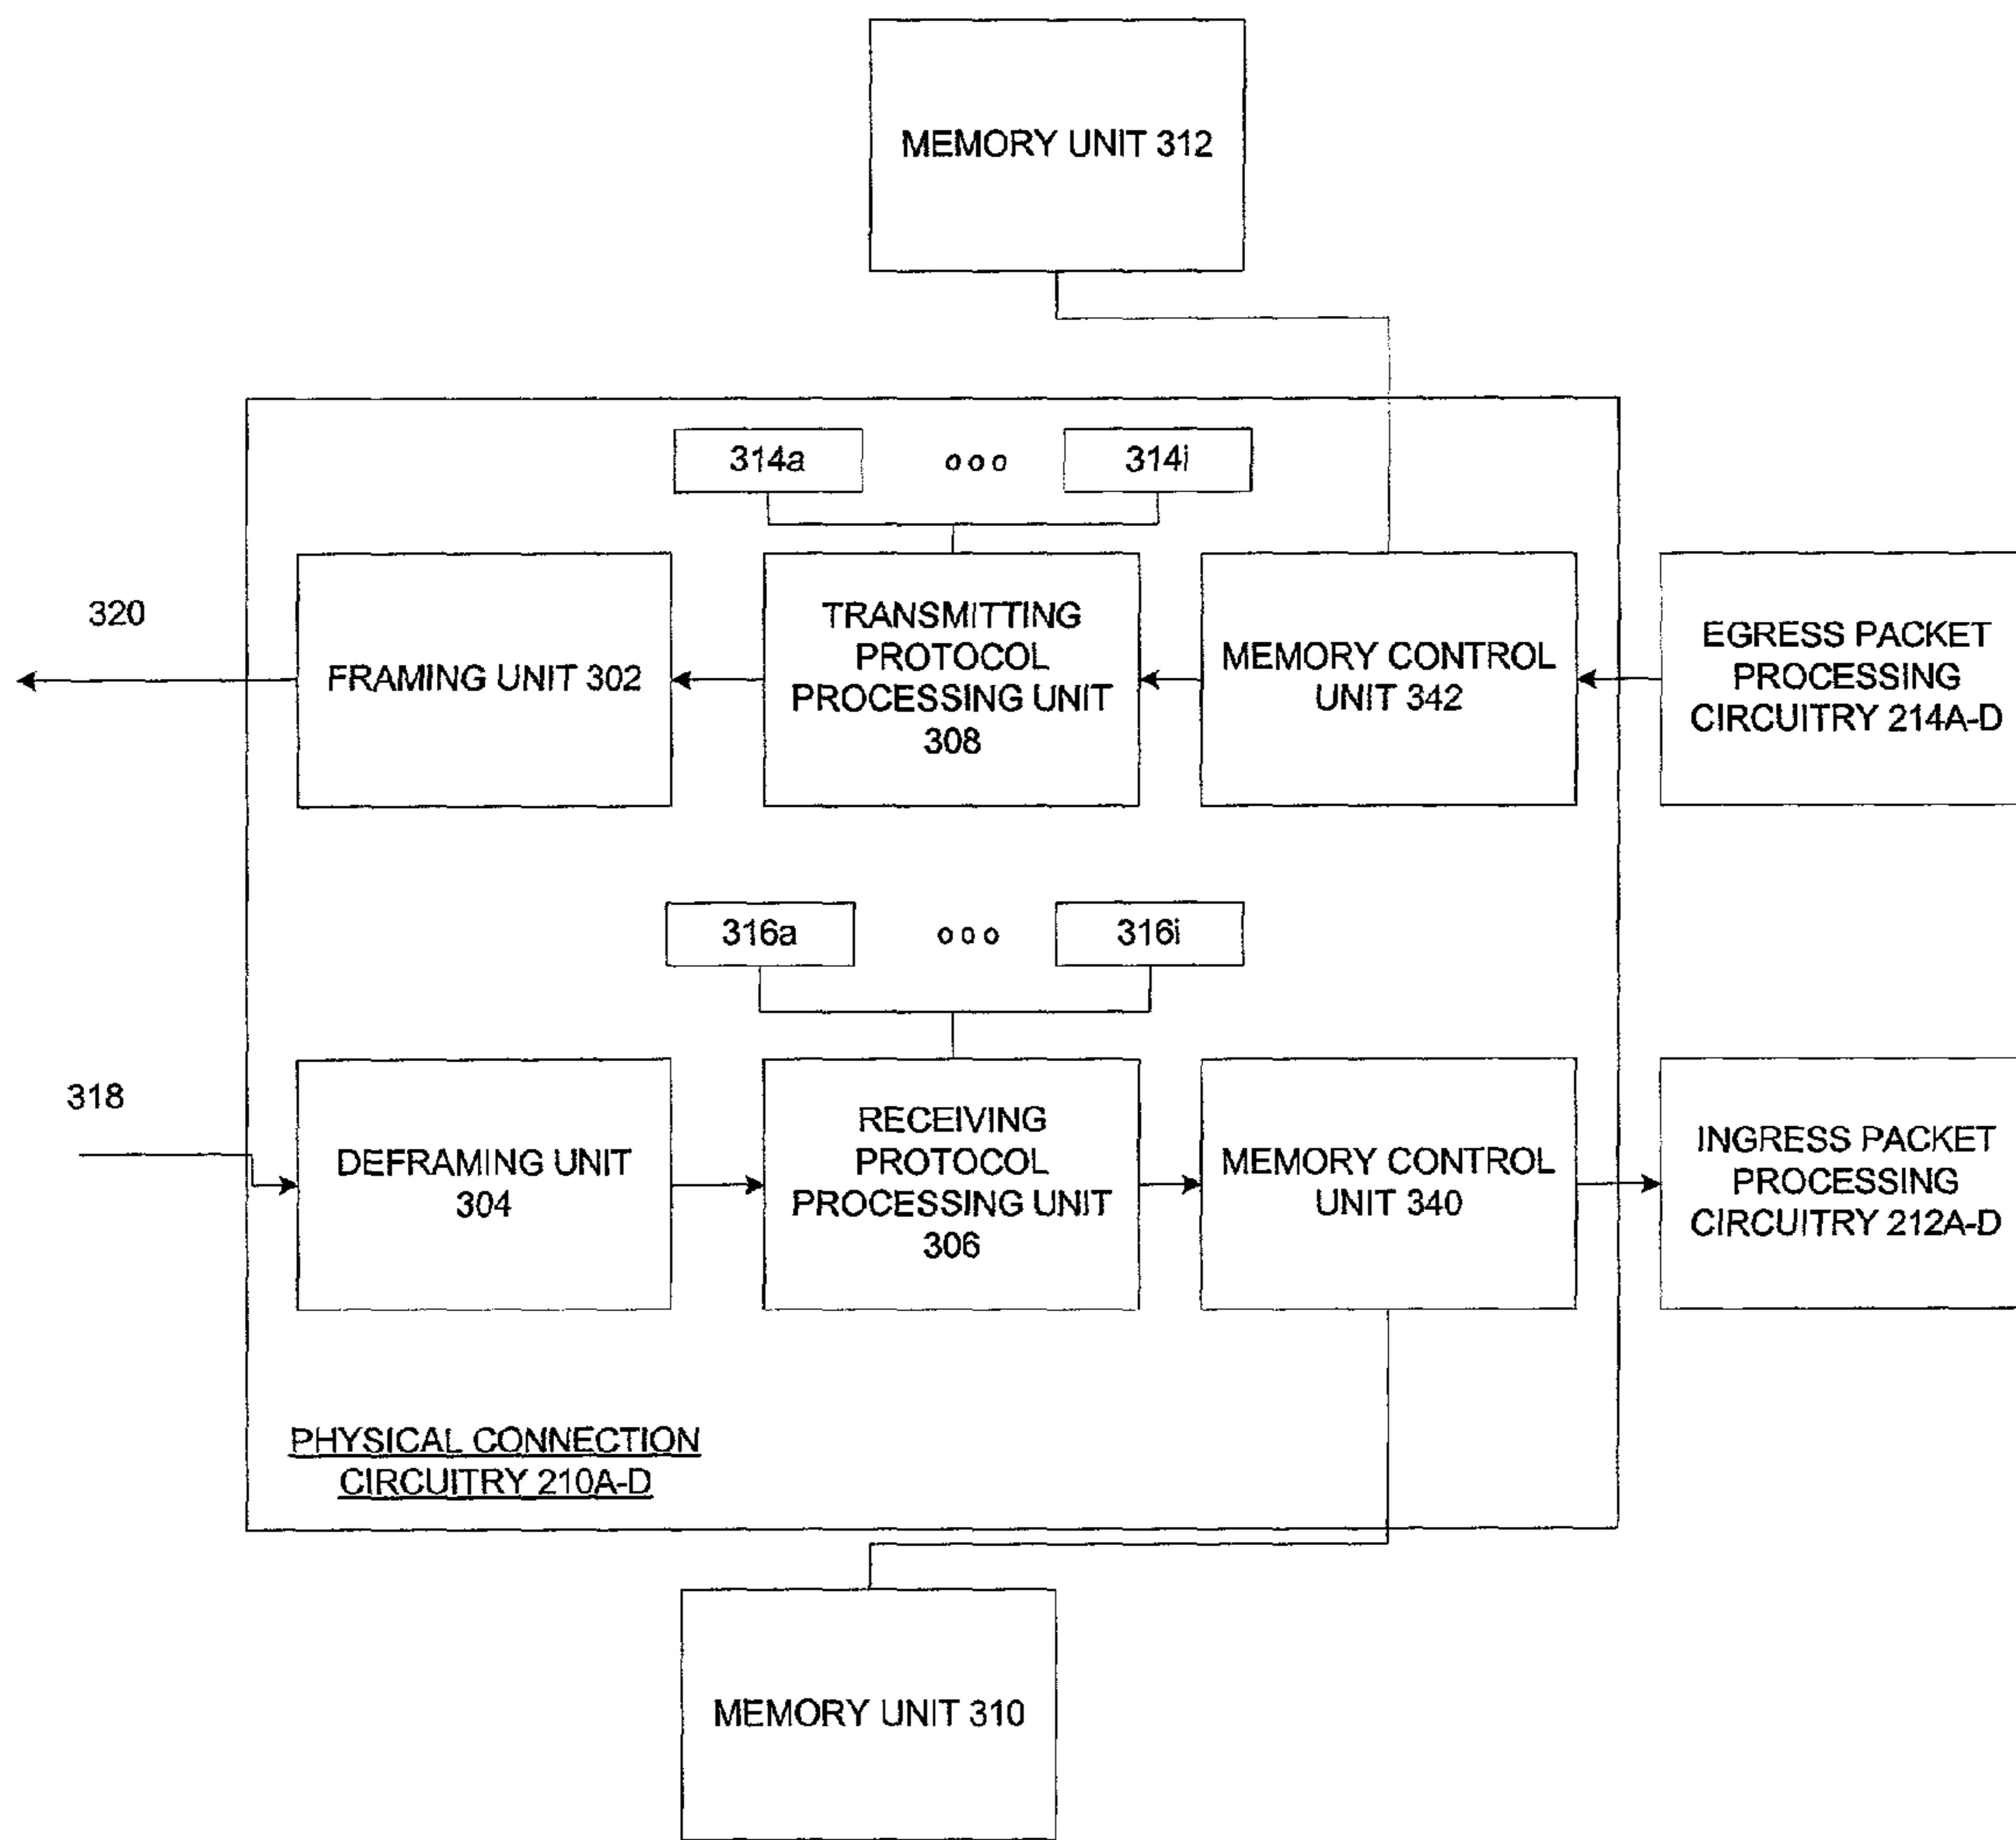 MEMORY UNIT 312
314a
ooo
314i
320
FRAMING UNIT 302
TRANSMITTING
PROTOCOL
PROCESSING UNIT
308
MEMORY CONTROL
UNIT 342
EGRESS PACKET
PROCESSING
CIRCUITRY 214A-D
316a
ooo
316i
318
DEFRAMING UNIT
304
RECEIVING
PROTOCOL
PROCESSING UNIT
306
MEMORY CONTROL
UNIT 340
INGRESS PACKET
PROCESSING
CIRCUITRY 212A-D
PHYSICAL CONNECTION
CIRCUITRY 210A-D
MEMORY UNIT 310